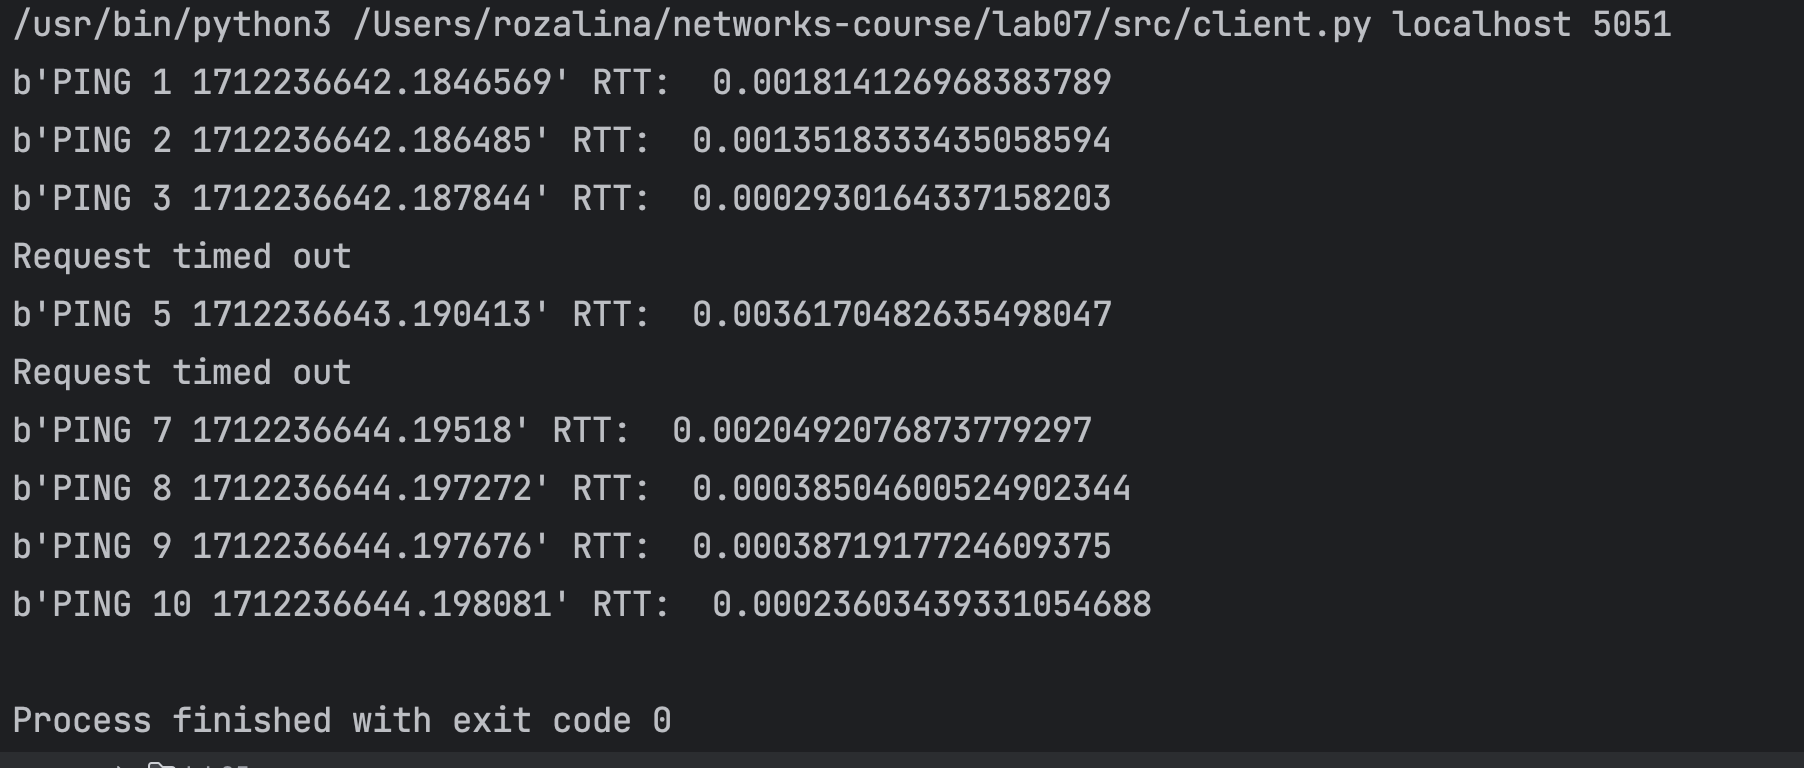 /usr/bin/python3 /Users/rozalina/networks-course/lab07/src/client.py localhost 5051
b'PING 1 1712236642.1846569' RTT:  0.001814126968383789
b'PING 2 1712236642.186485' RTT:  0.0013518333435058594
b'PING 3 1712236642.187844' RTT:  0.0002930164337158203
Request timed out
b'PING 5 1712236643.190413' RTT:  0.0036170482635498047
Request timed out
b'PING 7 1712236644.19518' RTT:  0.0020492076873779297
b'PING 8 1712236644.197272' RTT:  0.00038504600524902344
b'PING 9 1712236644.197676' RTT:  0.0003871917724609375
b'PING 10 1712236644.198081' RTT:  0.00023603439331054688
Process finished with exit code 0